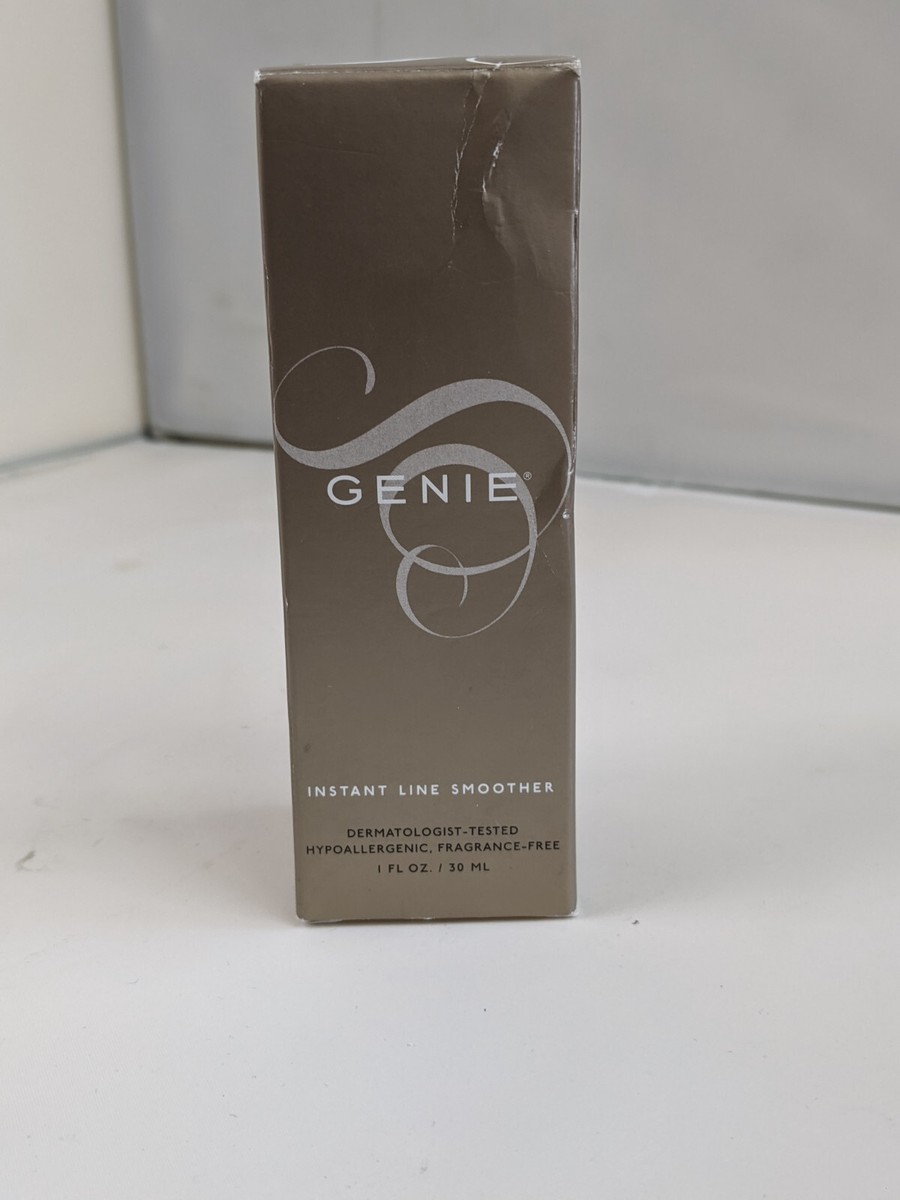 GENIE®
INSTANT LINE SMOOTHER
DERMATOLOGIST-TESTED
HYPOALLERGENIC, FRAGRANCE-FREE
1 FL OZ. / 30 ML